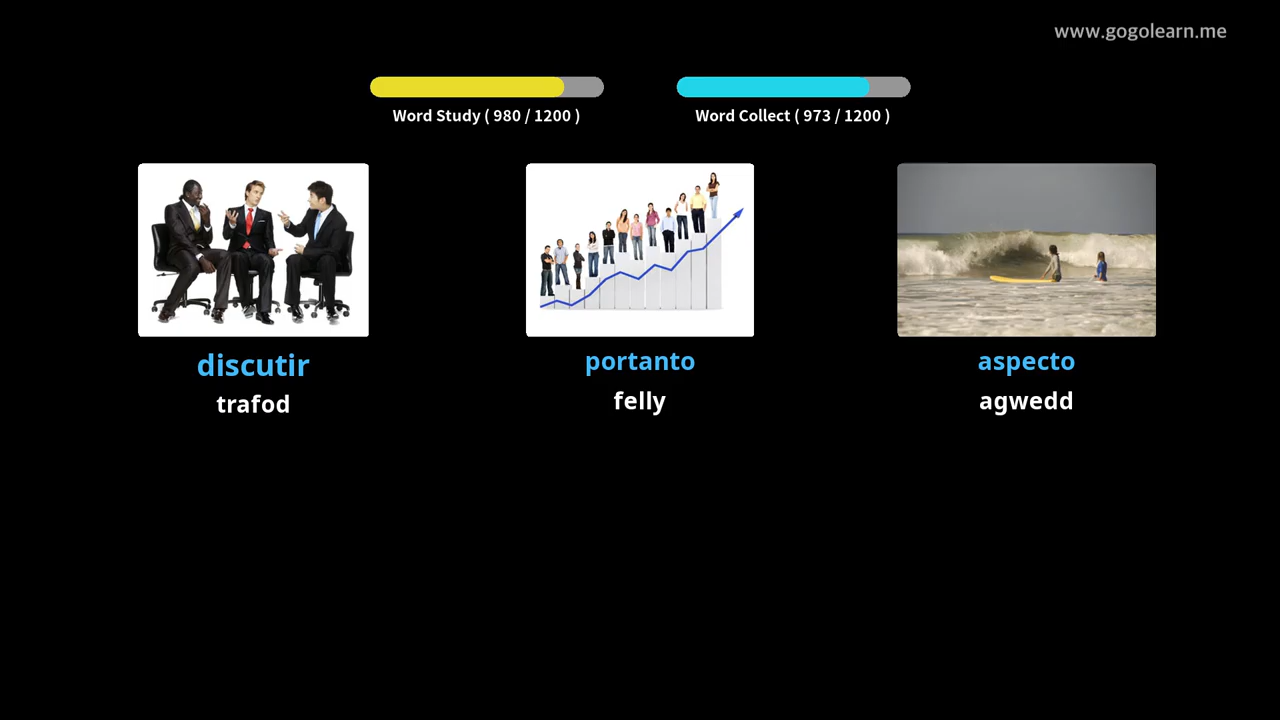 www.gogolearn.me
Word Study ( 980 / 1200 )
Word Collect ( 973 / 1200 )
discutir
trafod
portanto
felly
aspecto
agwedd